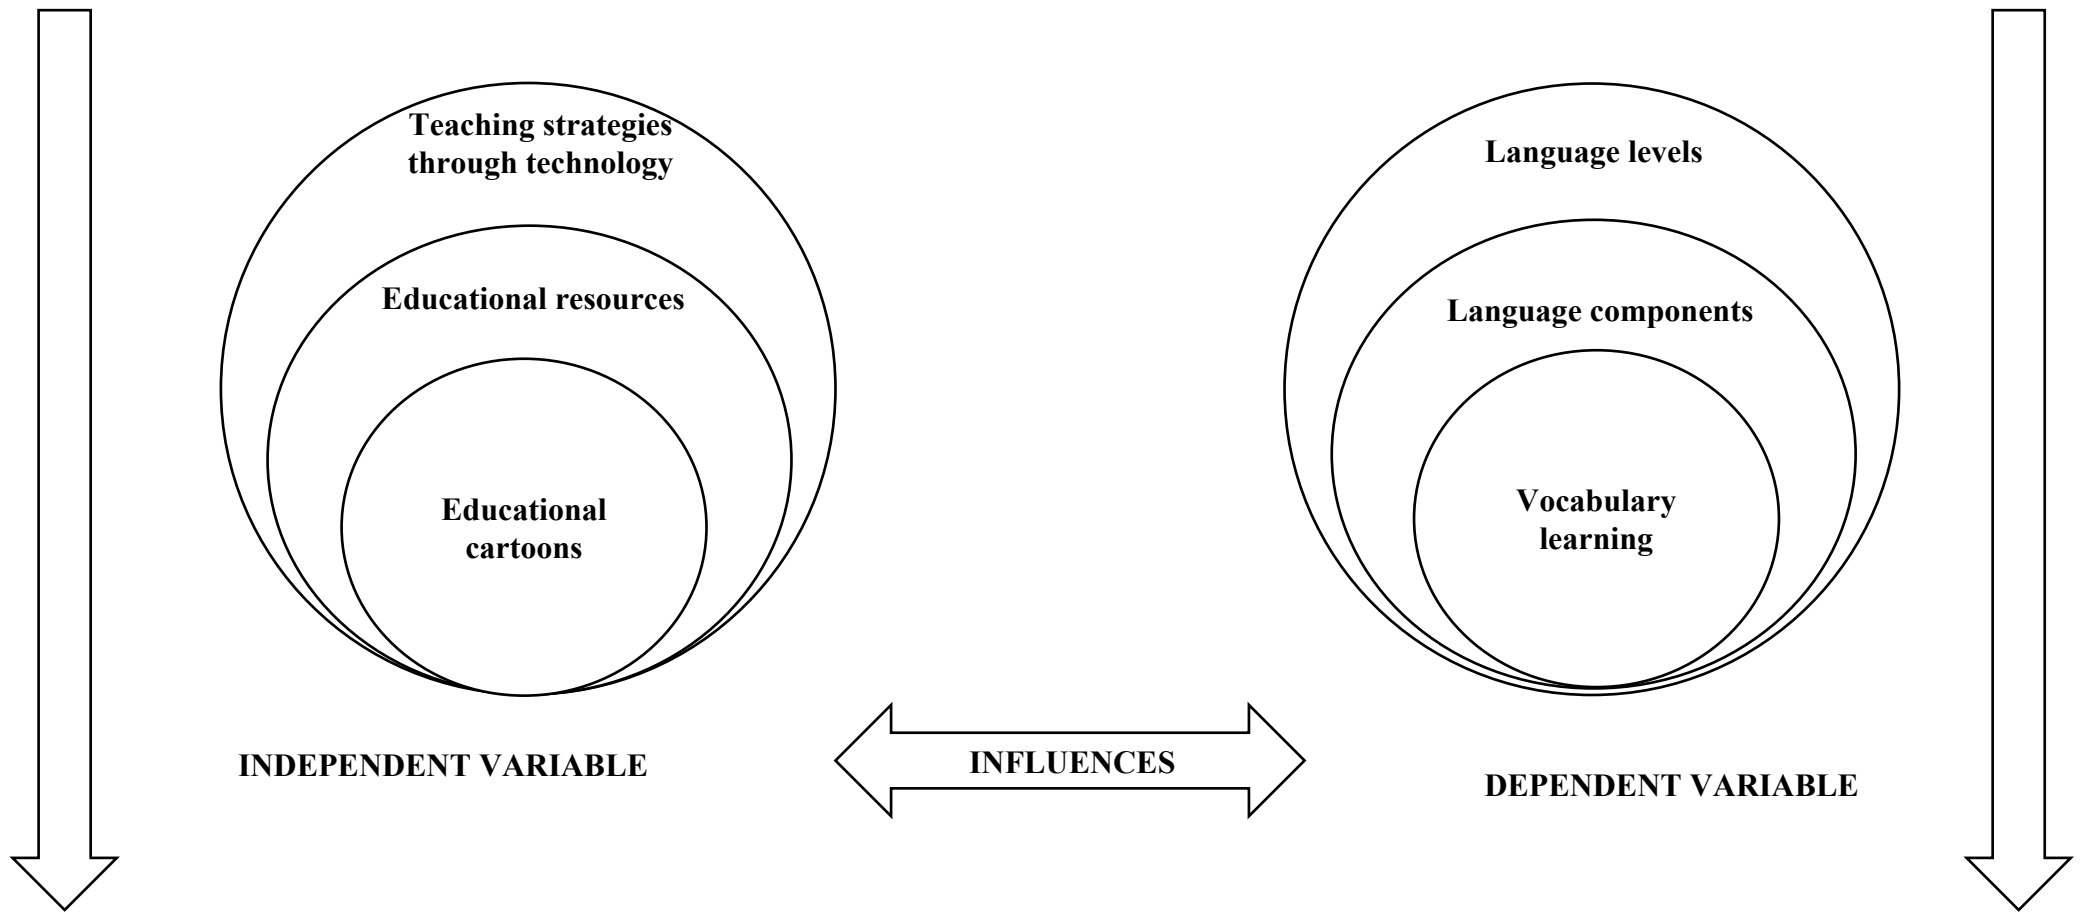 Teaching strategies
through technology
Educational resources
Educational
cartoons
INDEPENDENT VARIABLE
INFLUENCES
Language levels
Language components
Vocabulary
learning
DEPENDENT VARIABLE